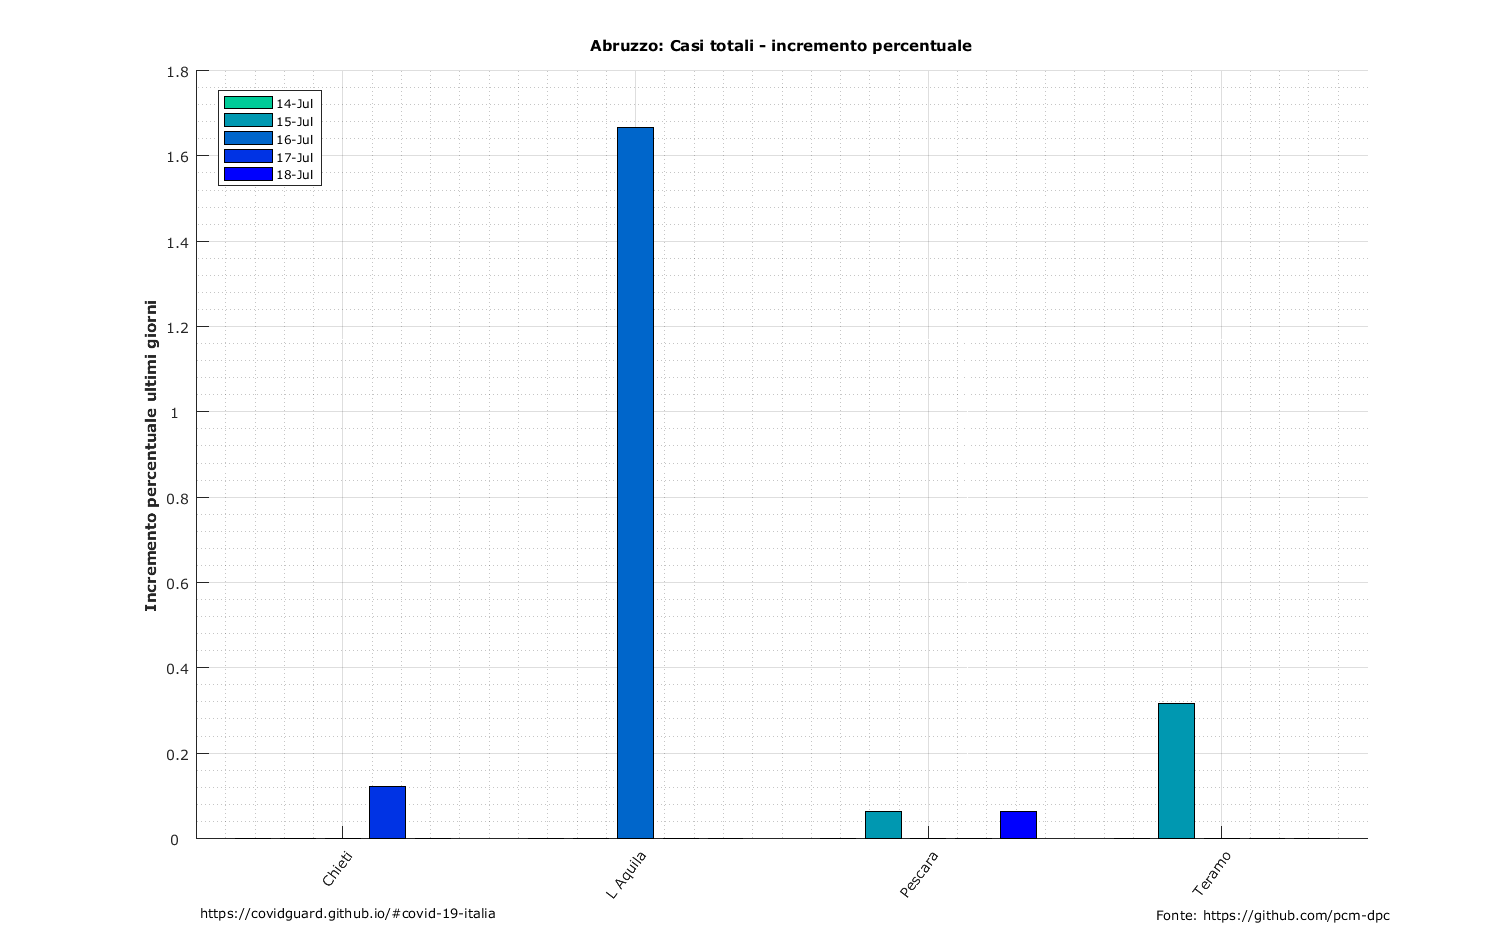 Abruzzo: Casi totali - incremento percentuale
1.8
1.6
1.4
1.2
1
0.8
0.6
0.4
0.2
0
14-Jul
15-Jul
16-Jul
17-Jul
18-Jul
Incremento percentuale ultimi giorni
Chieti
L Aquila
Pescara
Teramo
https://covidguard.github.io/#covid-19-italia
Fonte: https://github.com/pcm-dpc